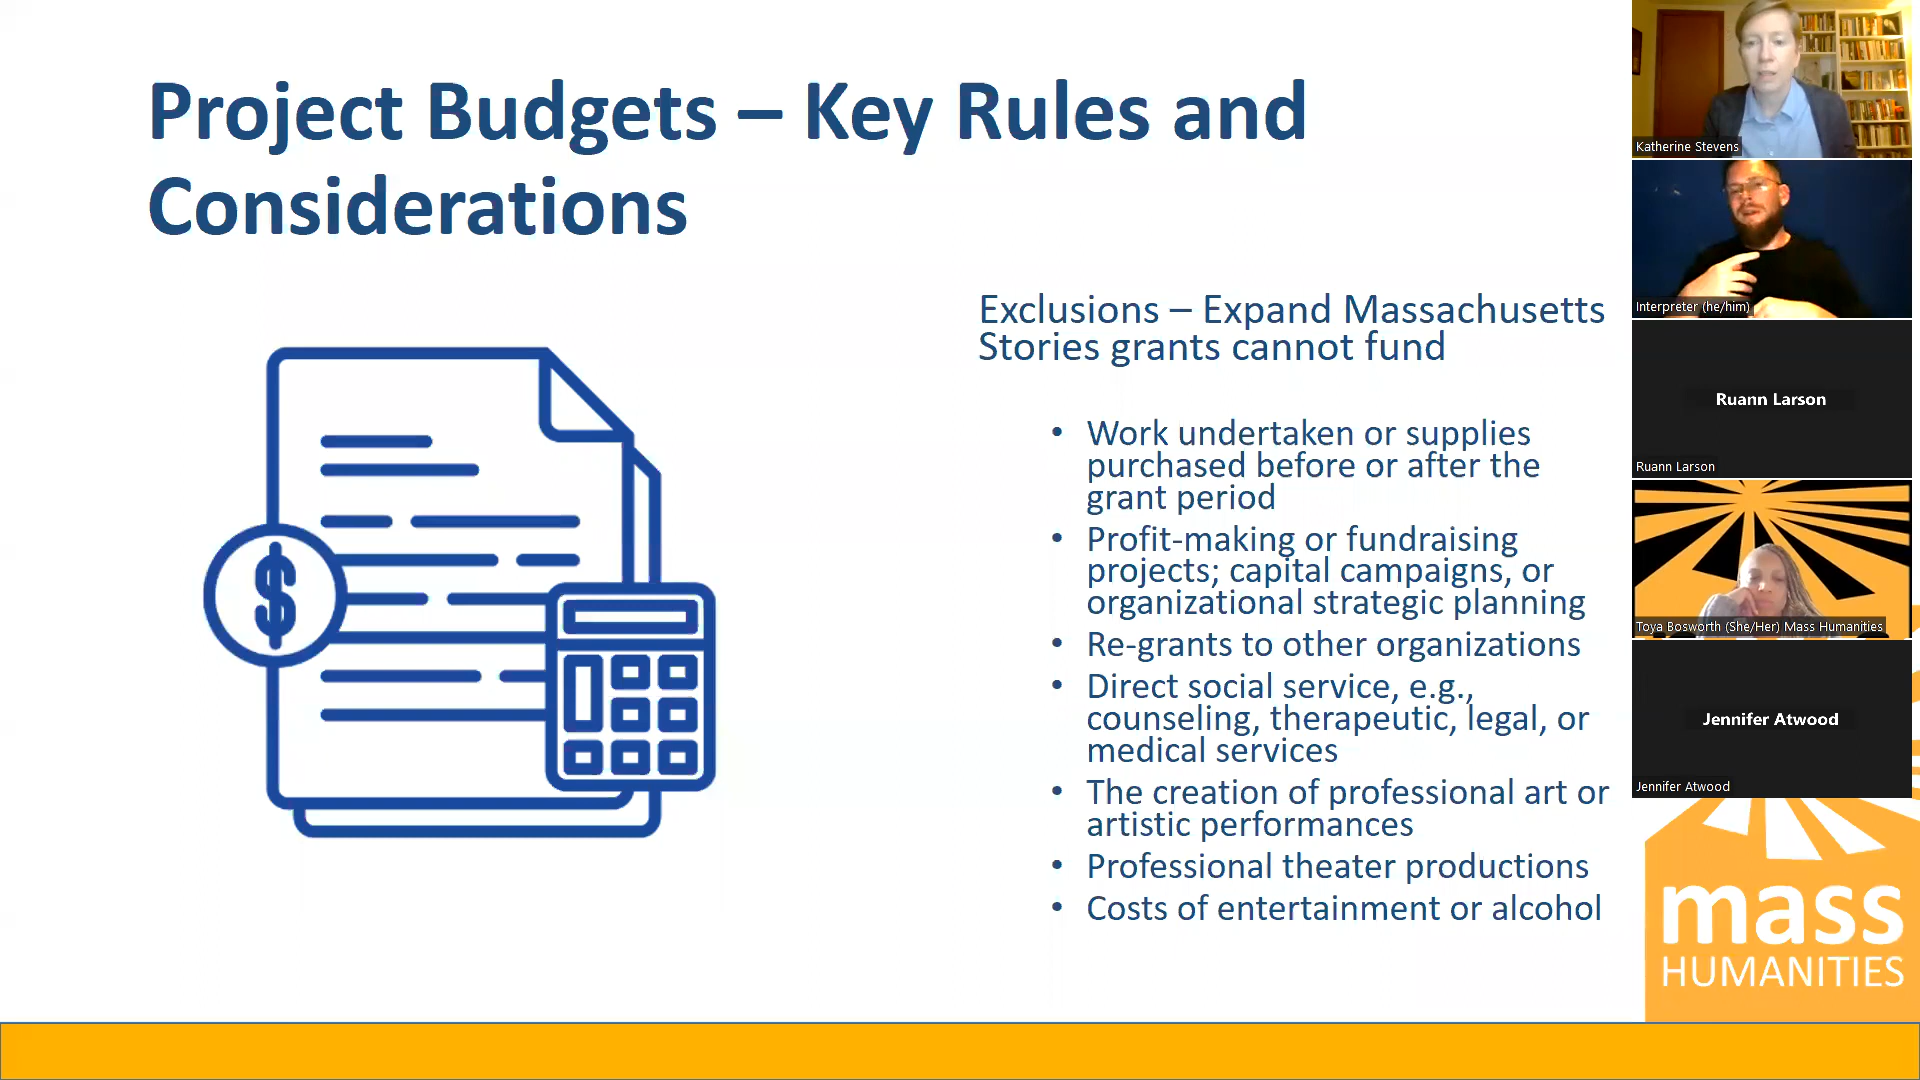 Project Budgets – Key Rules and
Considerations
Exclusions – Expand Massachusetts
Stories grants cannot fund
• Work undertaken or supplies
purchased before or after the
grant period
• Profit-making or fundraising
projects; capital campaigns, or
organizational strategic planning
• Re-grants to other organizations
• Direct social service, e.g.,
counseling, therapeutic, legal, or
medical services
• The creation of professional art or
artistic performances
• Professional theater productions
• Costs of entertainment or alcohol
$
Katherine Stevens
Interpreter (he/him)
Ruann Larson
Ruann Larson
Toya Bosworth (She/Her) Mass Humanities
Jennifer Atwood
Jennifer Atwood
mass
HUMANITIES